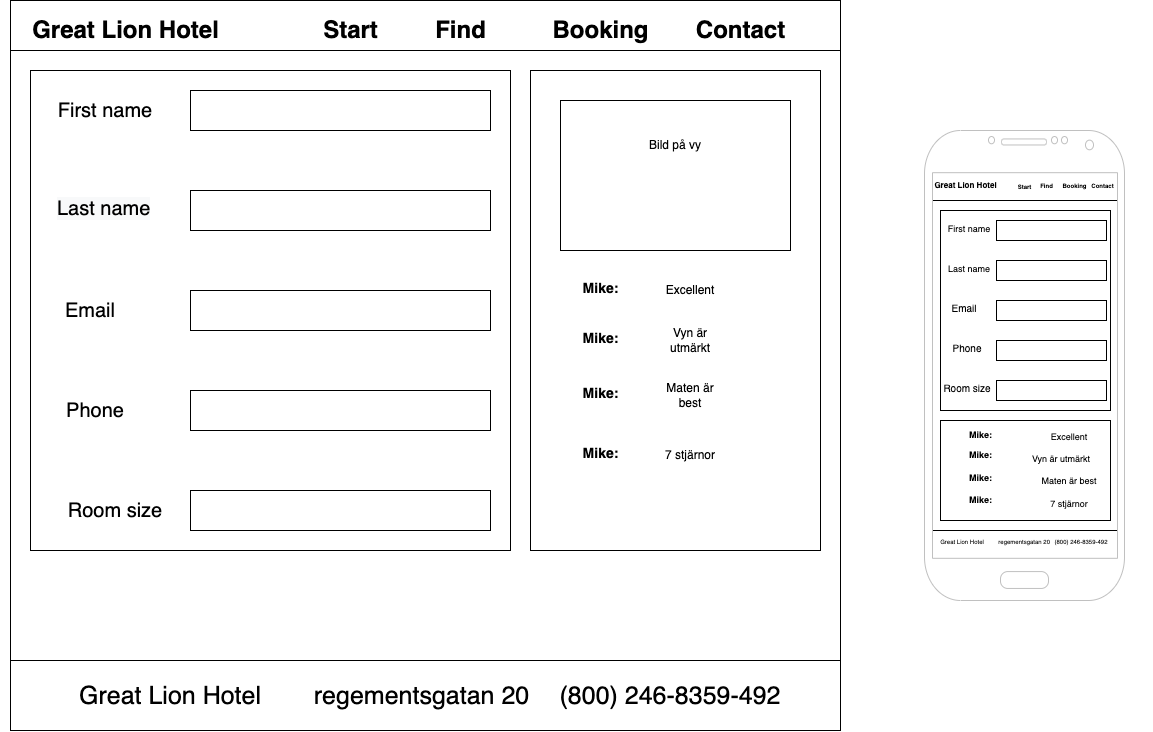 Great Lion Hotel Start Find Booking Contact
First name
Last name
Email
Phone
Room size
Bild på vy
Mike: Excellent
Mike: Vyn är
utmärkt
Mike: Maten är
best
Mike: 7 stjärnor
Great Lion Hotel regementsgatan 20 (800) 246-8359-492
Great Lion Hotel Start Find Booking Contact
First name
Last name
Email
Phone
Room size
Mike: Excellent
Mike: Vyn är utmärkt
Mike: Maten är best
Mike: 7 stjärnor
Great Lion Hotel regementsgatan 20 (800) 246-8359-492